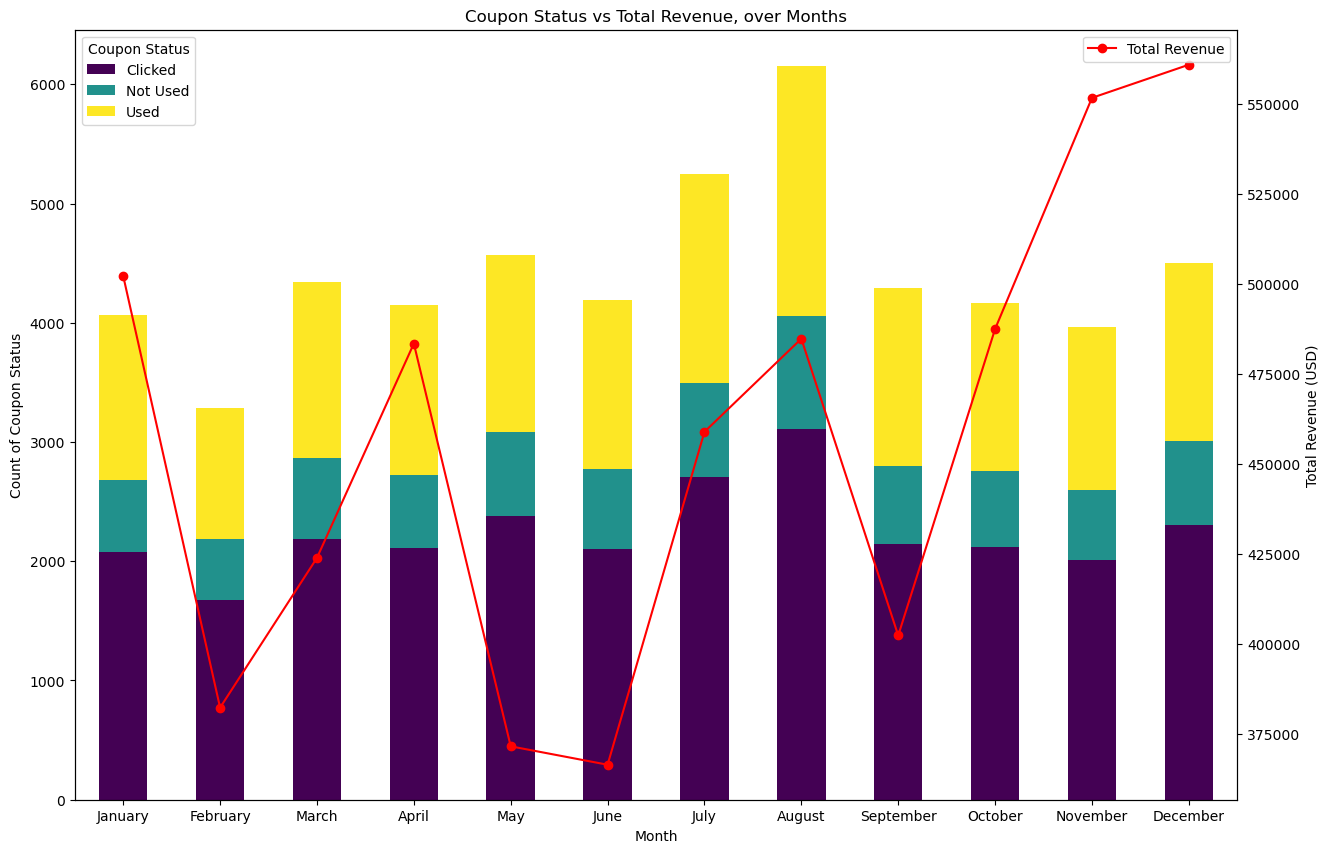 Coupon Status vs Total Revenue, over Months
Coupon Status
Clicked
Not Used
Used
Total Revenue
Count of Coupon Status
6000
5000
4000
3000
2000
1000
0
Total Revenue (USD)
550000
525000
500000
475000
450000
425000
400000
375000
January February March April May June July August September October November December
Month